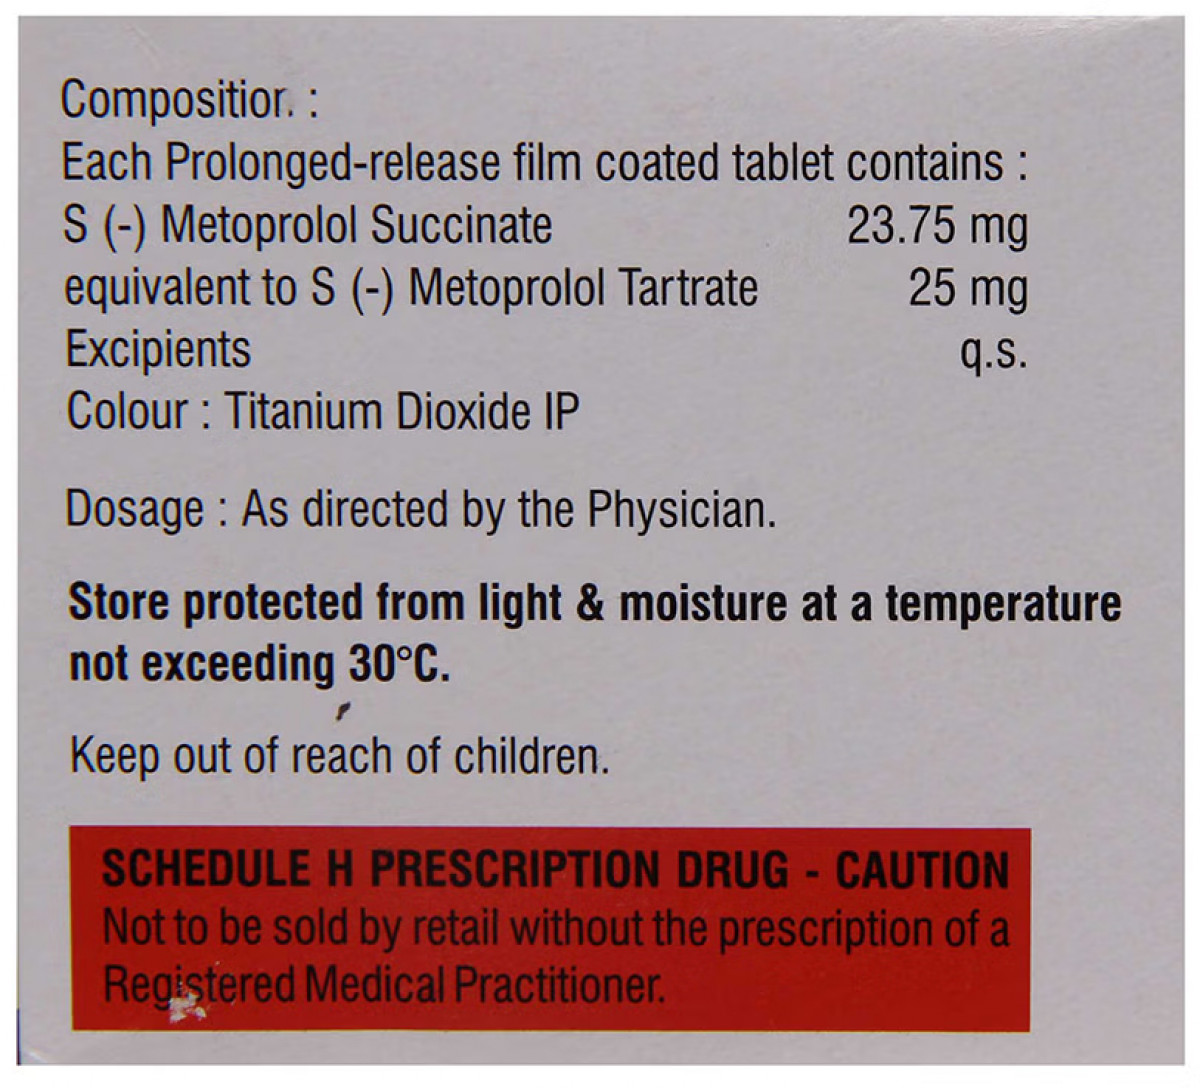 Composition :
Each Prolonged-release film coated tablet contains :
S (-) Metoprolol Succinate 23.75 mg
equivalent to S (-) Metoprolol Tartrate 25 mg
Excipients q.s.
Colour : Titanium Dioxide IP
Dosage : As directed by the Physician.
Store protected from light & moisture at a temperature
not exceeding 30°C.
Keep out of reach of children.
SCHEDULE H PRESCRIPTION DRUG - CAUTION
Not to be sold by retail without the prescription of a
Registered Medical Practitioner.